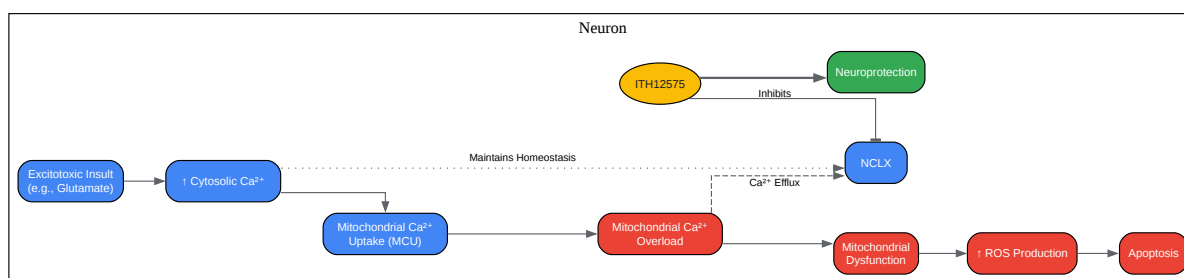 Neuron
ITH12575
Neuroprotection
Inhibits
Maintains Homeostasis
NCLX
Excitotoxic Insult
(e.g., Glutamate)
↑ Cytosolic Ca²⁺
Ca²⁺ Efflux
Mitochondrial Ca²⁺
Uptake (MCU)
Mitochondrial Ca²⁺
Overload
Mitochondrial
Dysfunction
↑ ROS Production
Apoptosis